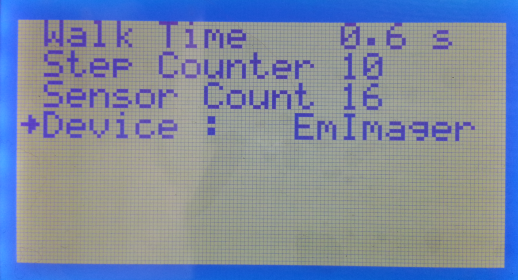 Walk Time 0.6 s
Step Counter 10
Sensor Count 16
→Device : EmImager